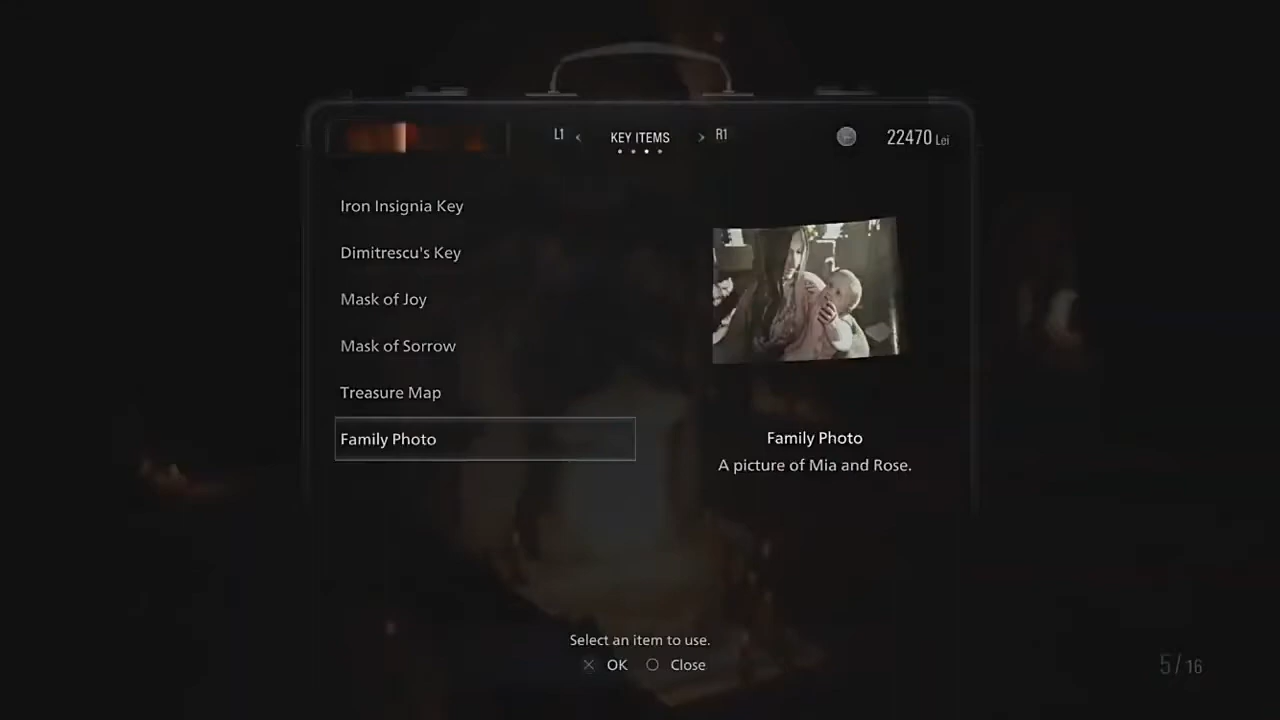 L1 < KEY ITEMS > R1
22470 Lei
Iron Insignia Key
Dimitrescu's Key
Mask of Joy
Mask of Sorrow
Treasure Map
Family Photo
Family Photo
A picture of Mia and Rose.
Select an item to use.
OK Close
5/16